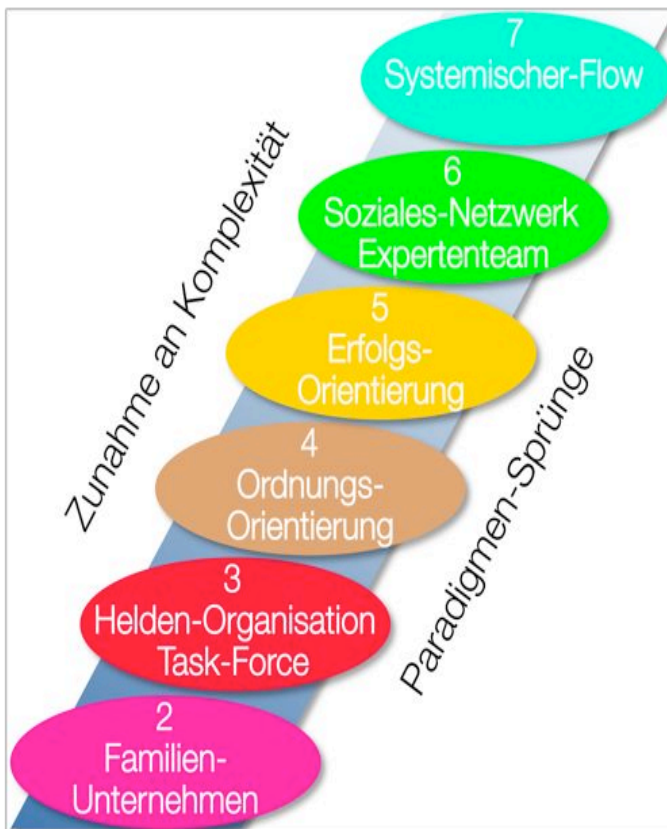 7
Systemischer-Flow
6
Soziales-Netzwerk
Expertenteam
5
Erfolgs-
Orientierung
4
Ordnungs-
Orientierung
3
Helden-Organisation
Task-Force
2
Familien-
Unternehmen
Zunahme an Komplexität
Paradigmen-Sprünge